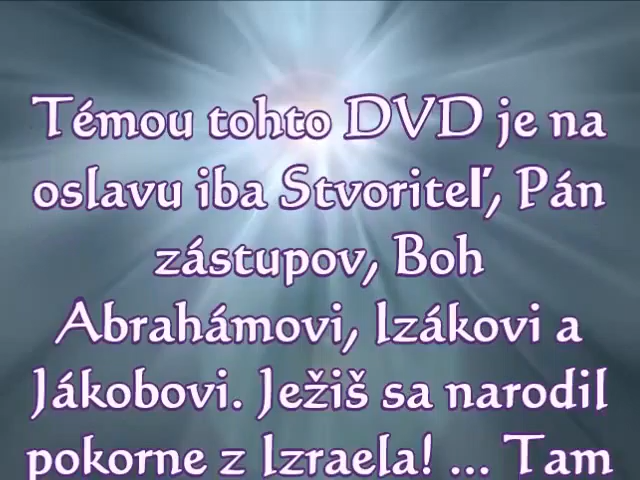 Témou tohto DVD je na
oslavu iba Stvoriteľ, Pán
zástupov, Boh
Abrahámovi, Izákovi a
Jákobovi. Ježiš sa narodil
pokorne z Izraela! ... Tam